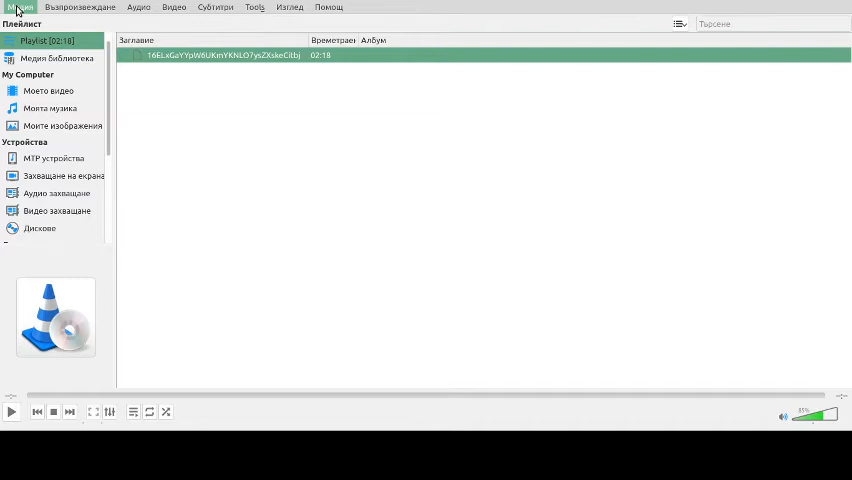 Медия Възпроизвеждане Аудио Видео Субтитри Tools Изглед Помощ
Плейлист
Playlist [02:18]
Медия библиотека
My Computer
Моето видео
Моята музика
Моите изображения
Устройства
MTP устройства
Захващане на екрана
Аудио захващане
Видео захващане
Дискове
Заглавие Времетраен Албум
02:18
Търсене
85%